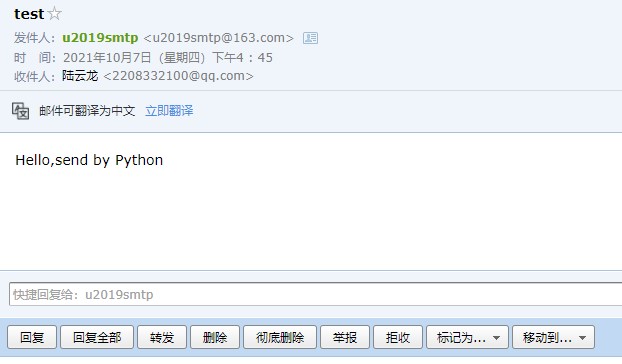 test☆
发件人：u2019smtp <u2019smtp@163.com>
时　间：2021年10月7日（星期四）下午4：45
收件人：陆云龙 <2208332100@qq.com>
邮件可翻译为中文 立即翻译
Hello,send by Python
快捷回复给：u2019smtp
回复 回复全部 转发 删除 彻底删除 举报 拒收 标记为... 移动到...